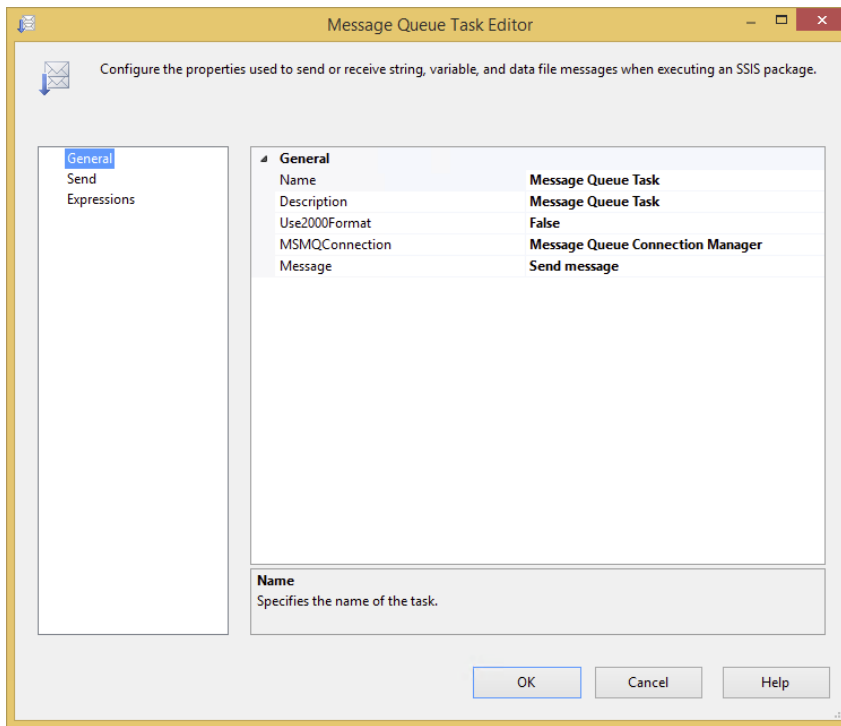 Message Queue Task Editor
Configure the properties used to send or receive string, variable, and data file messages when executing an SSIS package.
General
Send
Expressions
General
Name Message Queue Task
Description Message Queue Task
Use2000Format False
MSMQConnection Message Queue Connection Manager
Message Send message
Name
Specifies the name of the task.
OK Cancel Help